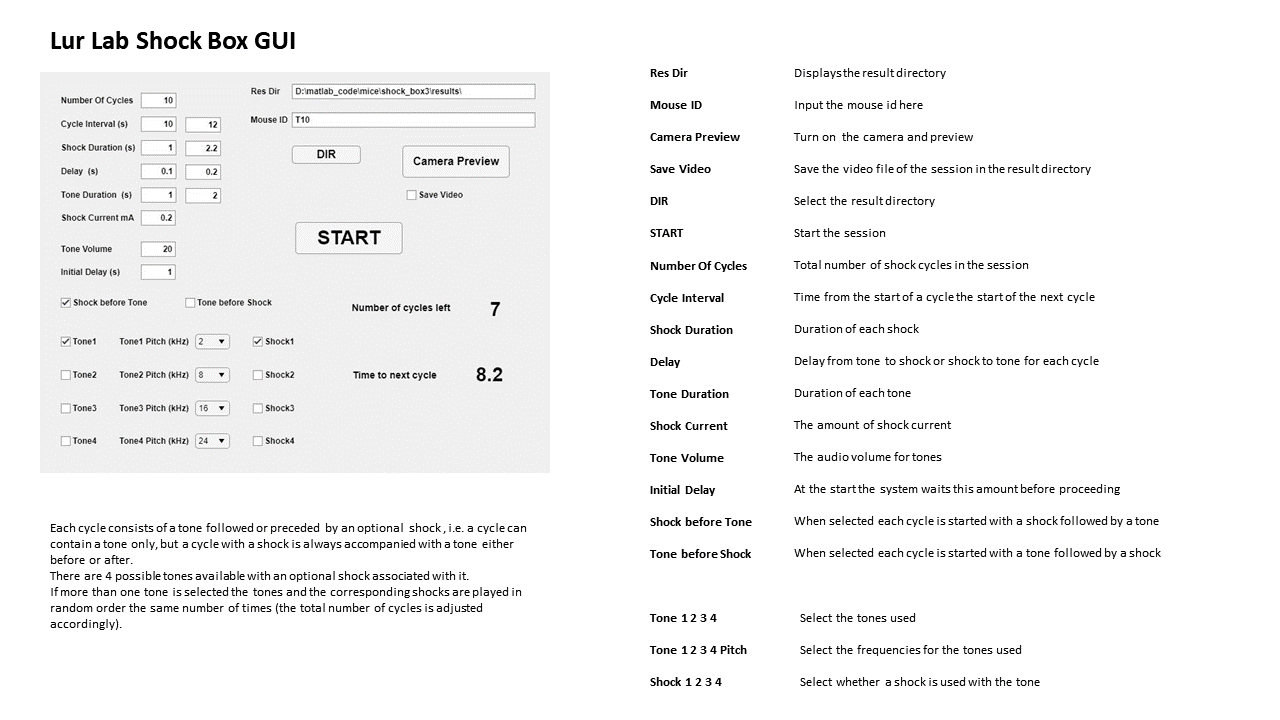 Lur Lab Shock Box GUI
Number Of Cycles 10
Cycle Interval (s) 10 12
Shock Duration (s) 1 2.2
Delay (s) 0.1 0.2
Tone Duration (s) 1 2
Shock Current mA 0.2
Tone Volume 20
Initial Delay (s) 1
Res Dir D:\matlab_code\mice\shock_box3\results\
Mouse ID T10
DIR
Camera Preview
Save Video
START
Shock before Tone Tone before Shock
Number of cycles left 7
Tone1 Tone1 Pitch (kHz) 2 Shock1
Tone2 Tone2 Pitch (kHz) 8 Shock2
Time to next cycle 8.2
Tone3 Tone3 Pitch (kHz) 16 Shock3
Tone4 Tone4 Pitch (kHz) 24 Shock4
Each cycle consists of a tone followed or preceded by an optional shock, i.e. a cycle can
contain a tone only, but a cycle with a shock is always accompanied with a tone either
before or after.
There are 4 possible tones available with an optional shock associated with it.
If more than one tone is selected the tones and the corresponding shocks are played in
random order the same number of times (the total number of cycles is adjusted
accordingly).
Res Dir Displays the result directory
Mouse ID Input the mouse id here
Camera Preview Turn on the camera and preview
Save Video Save the video file of the session in the result directory
DIR Select the result directory
START Start the session
Number Of Cycles Total number of shock cycles in the session
Cycle Interval Time from the start of a cycle the start of the next cycle
Shock Duration Duration of each shock
Delay Delay from tone to shock or shock to tone for each cycle
Tone Duration Duration of each tone
Shock Current The amount of shock current
Tone Volume The audio volume for tones
Initial Delay At the start the system waits this amount before proceeding
Shock before Tone When selected each cycle is started with a shock followed by a tone
Tone before Shock When selected each cycle is started with a tone followed by a shock
Tone 1 2 3 4 Select the tones used
Tone 1 2 3 4 Pitch Select the frequencies for the tones used
Shock 1 2 3 4 Select whether a shock is used with the tone